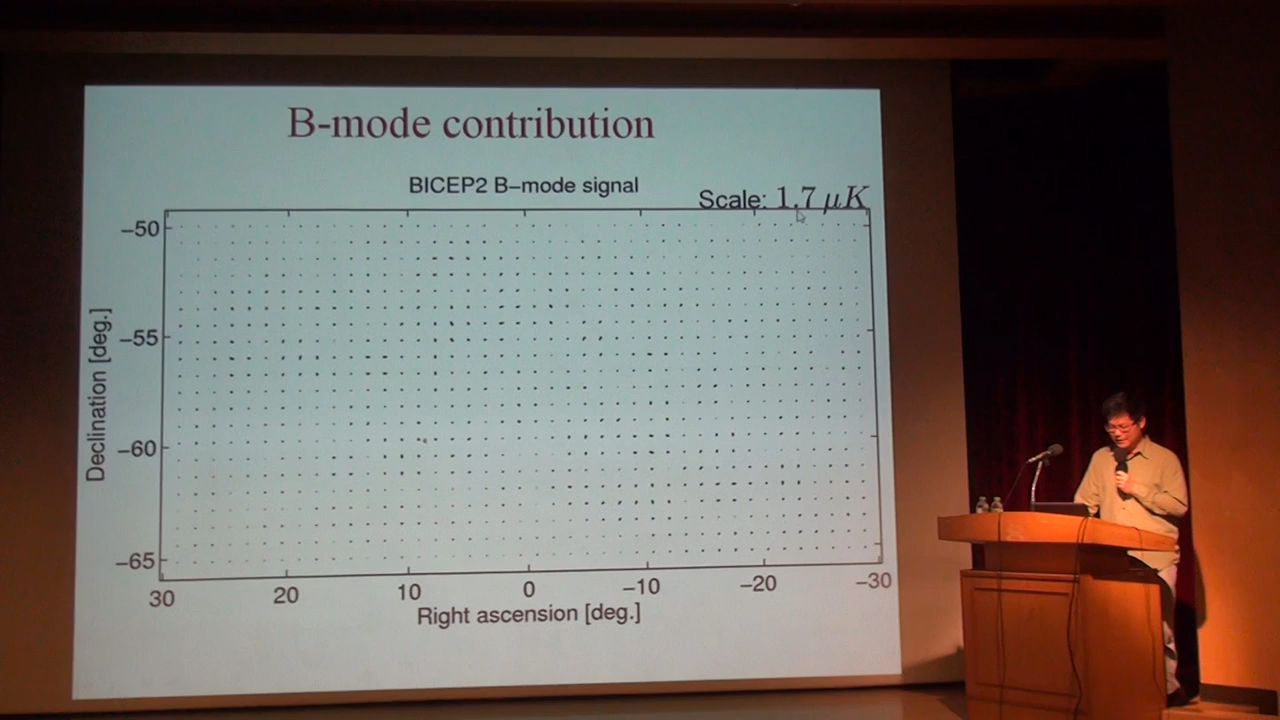 B-mode contribution
BICEP2 B−mode signal
Scale: 1.7 μK
−50
−55
−60
−65
Declination [deg.]
30 20 10 0 −10 −20 −30
Right ascension [deg.]